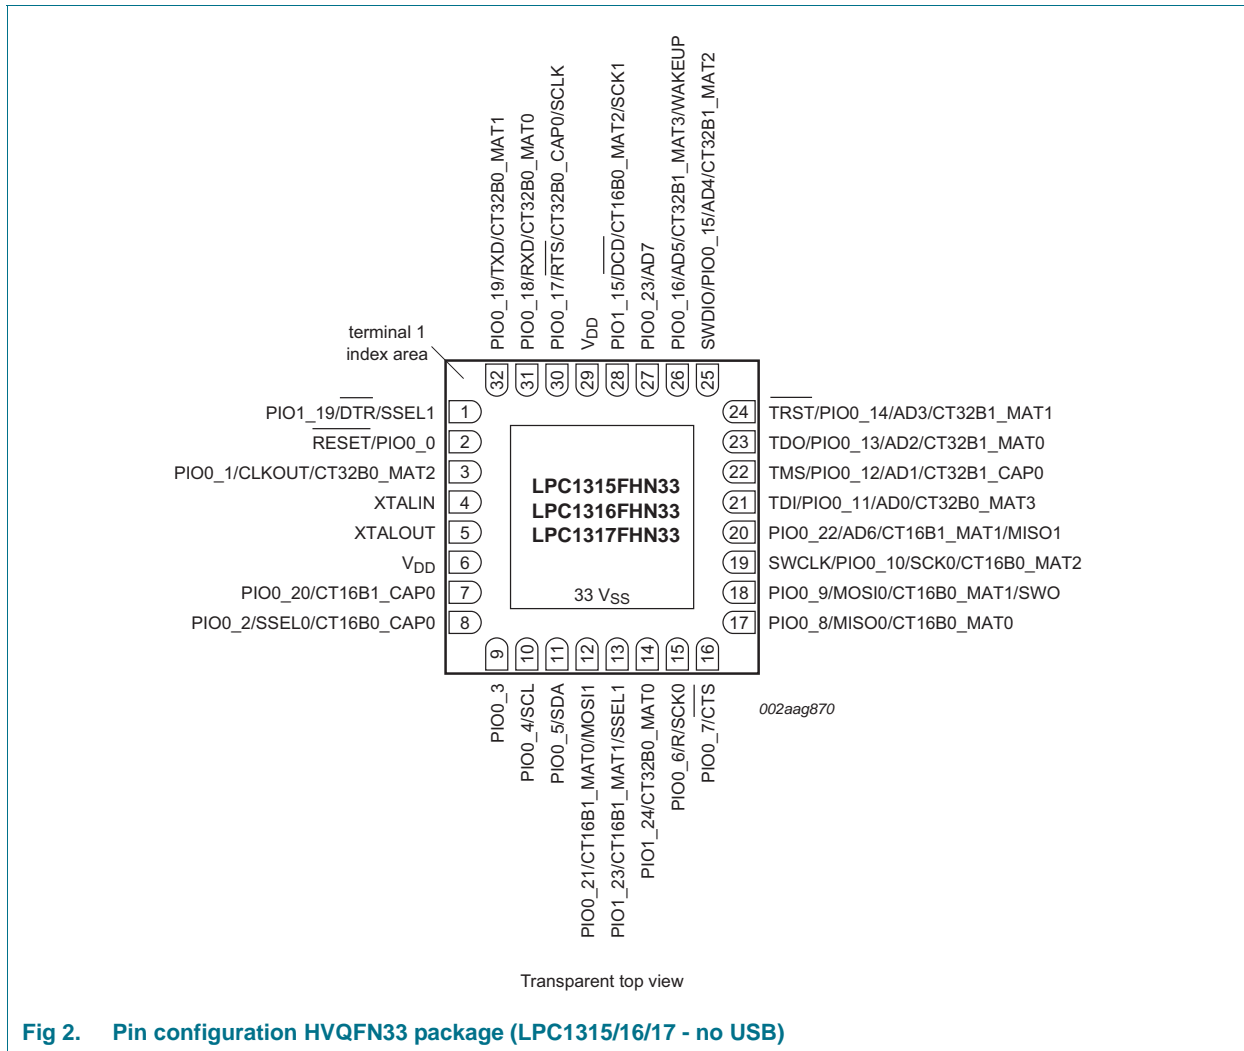 PIO0_19/TXD/CT32B0_MAT1
PIO0_18/RXD/CT32B0_MAT0
PIO0_17/RTS/CT32B0_CAP0/SCLK
VDD
PIO1_15/DCD/CT16B0_MAT2/SCK1
PIO0_23/AD7
PIO0_16/AD5/CT32B1_MAT3/WAKEUP
SWDIO/PIO0_15/AD4/CT32B1_MAT2
terminal 1
index area
32
31
30
29
28
27
26
25
PIO1_19/DTR/SSEL1 1
RESET/PIO0_0 2
PIO0_1/CLKOUT/CT32B0_MAT2 3
XTALIN 4
XTALOUT 5
VDD 6
PIO0_20/CT16B1_CAP0 7
PIO0_2/SSEL0/CT16B0_CAP0 8
LPC1315FHN33
LPC1316FHN33
LPC1317FHN33
33 VSS
24 TRST/PIO0_14/AD3/CT32B1_MAT1
23 TDO/PIO0_13/AD2/CT32B1_MAT0
22 TMS/PIO0_12/AD1/CT32B1_CAP0
21 TDI/PIO0_11/AD0/CT32B0_MAT3
20 PIO0_22/AD6/CT16B1_MAT1/MISO1
19 SWCLK/PIO0_10/SCK0/CT16B0_MAT2
18 PIO0_9/MOSI0/CT16B0_MAT1/SWO
17 PIO0_8/MISO0/CT16B0_MAT0
9
10
11
12
13
14
15
16
PIO0_3
PIO0_4/SCL
PIO0_5/SDA
PIO0_21/CT16B1_MAT0/MOSI1
PIO1_23/CT16B1_MAT1/SSEL1
PIO1_24/CT32B0_MAT0
PIO0_6/R/SCK0
PIO0_7/CTS
002aag870
Transparent top view
Fig 2. Pin configuration HVQFN33 package (LPC1315/16/17 - no USB)